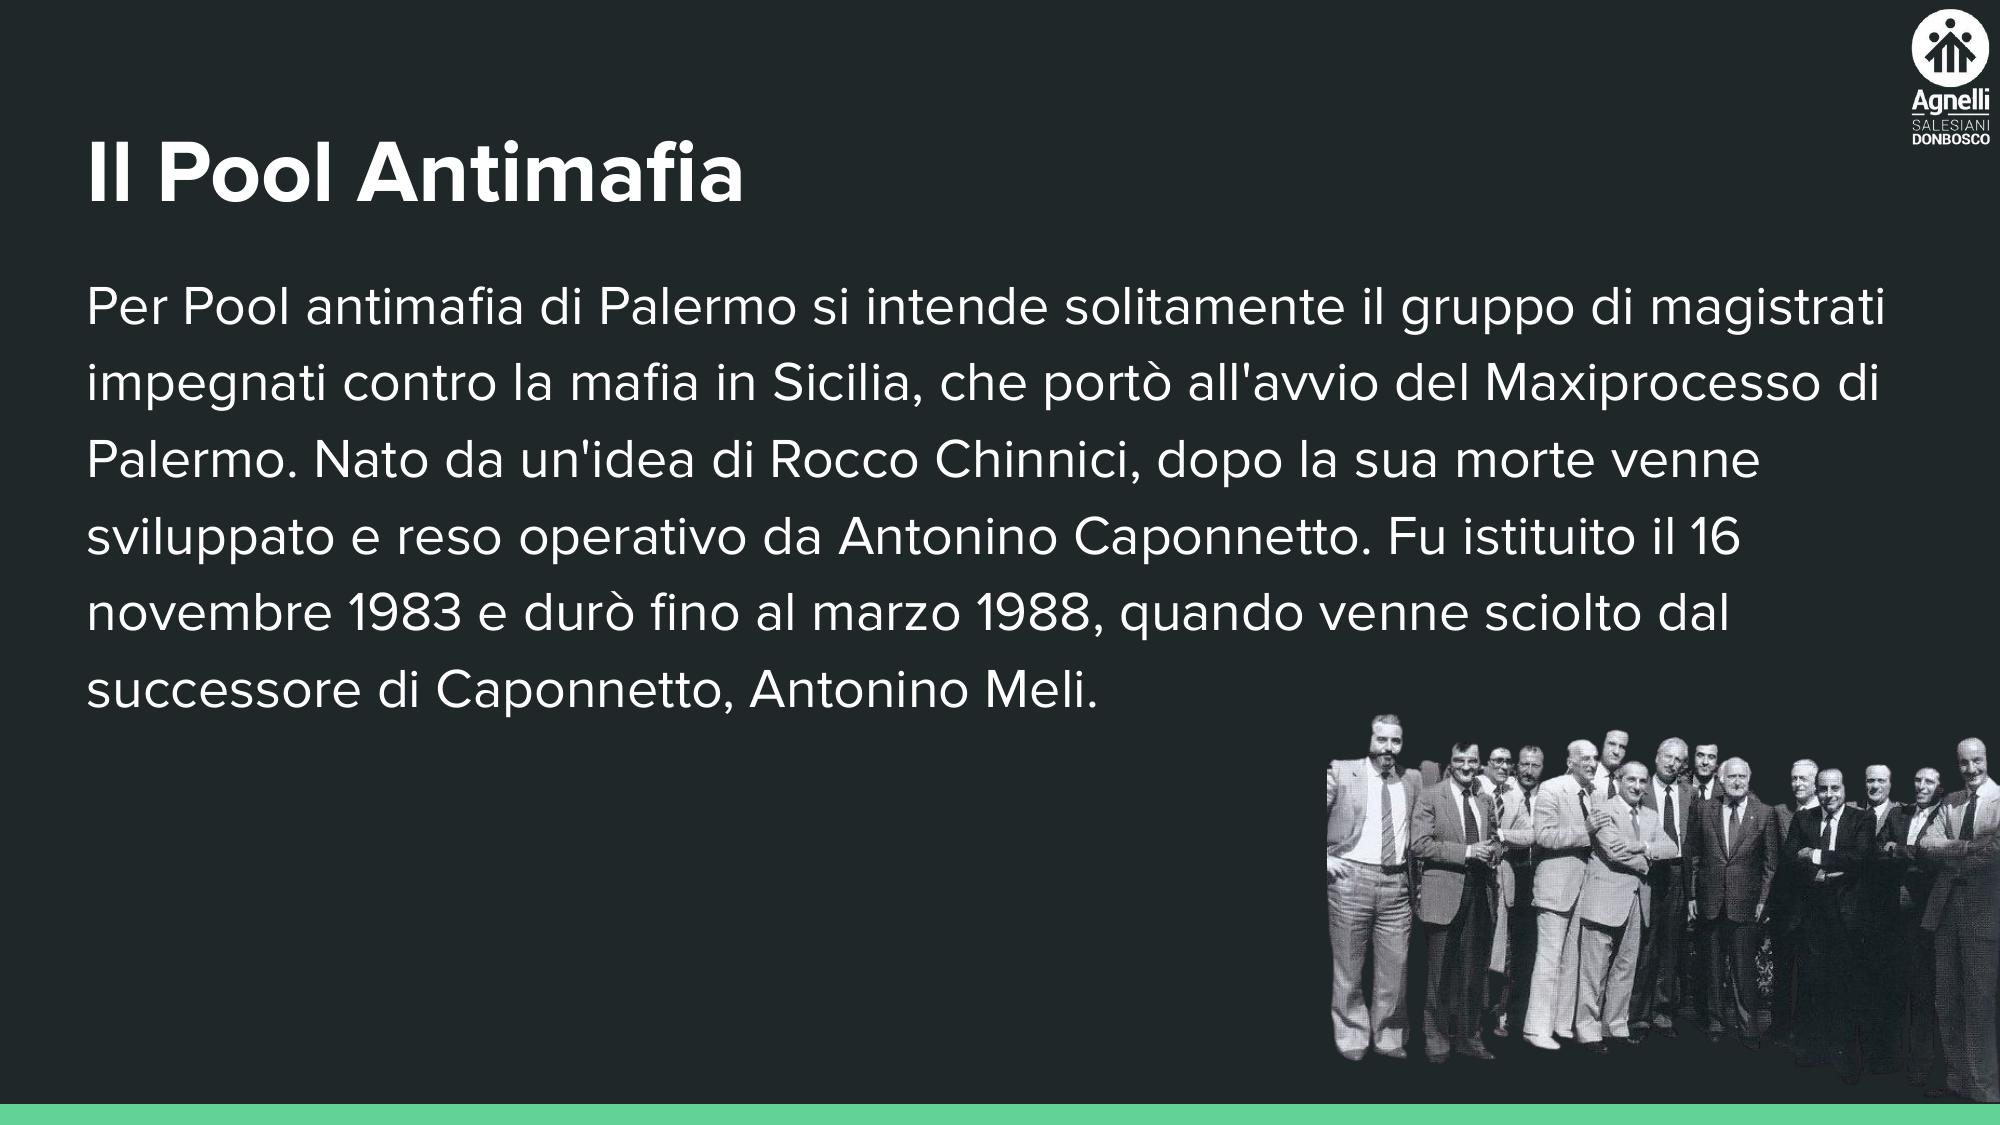 Agnelli
SALESIANI
DONBOSCO
Il Pool Antimafia
Per Pool antimafia di Palermo si intende solitamente il gruppo di magistrati
impegnati contro la mafia in Sicilia, che portò all'avvio del Maxiprocesso di
Palermo. Nato da un'idea di Rocco Chinnici, dopo la sua morte venne
sviluppato e reso operativo da Antonino Caponnetto. Fu istituito il 16
novembre 1983 e durò fino al marzo 1988, quando venne sciolto dal
successore di Caponnetto, Antonino Meli.